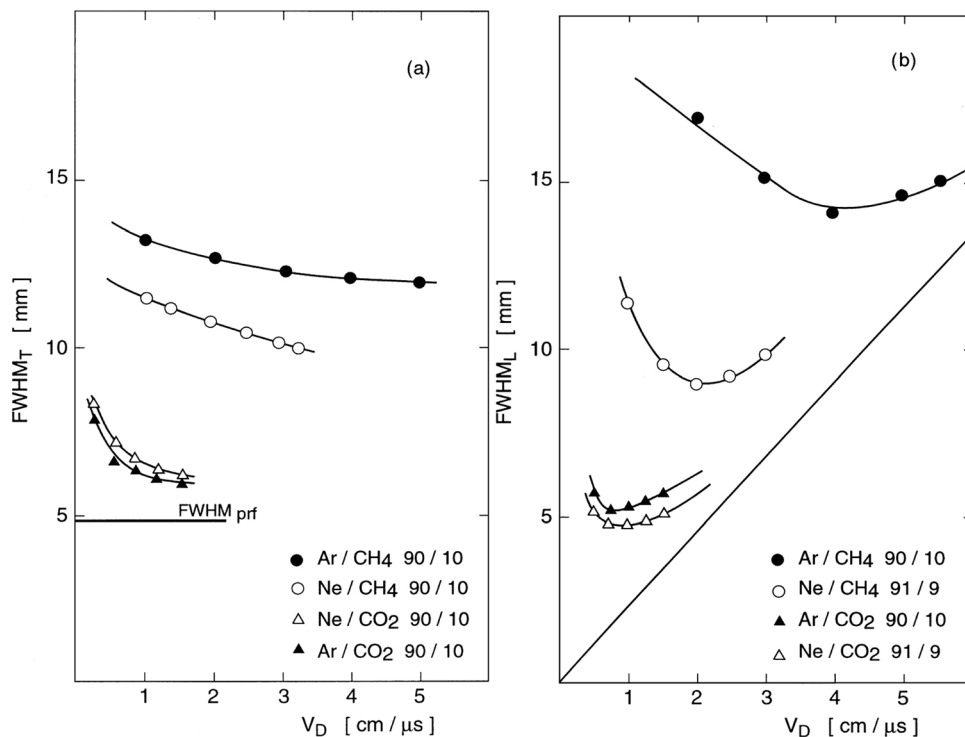 (a)
15
10
5
FWHM_T [ mm ]
FWHM prf
Ar / CH4 90 / 10
Ne / CH4 90 / 10
Ne / CO2 90 / 10
Ar / CO2 90 / 10
1 2 3 4 5
V_D [ cm / μs ]
(b)
15
10
5
FWHM_L [ mm ]
Ar / CH4 90 / 10
Ne / CH4 91 / 9
Ar / CO2 90 / 10
Ne / CO2 91 / 9
1 2 3 4 5
V_D [ cm / μs ]